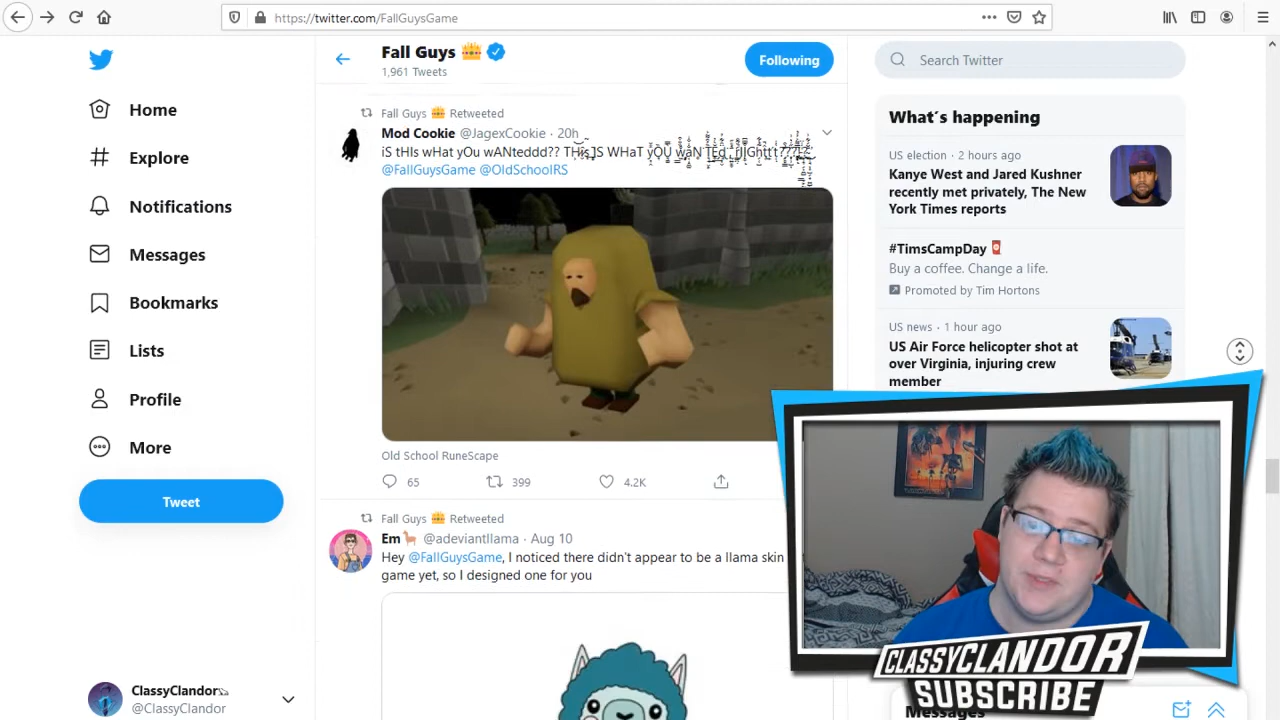 https://twitter.com/FallGuysGame
Home
Explore
Notifications
Messages
Bookmarks
Lists
Profile
More
Tweet
ClassyClandor
@ClassyClandor
Fall Guys
1,961 Tweets
Following
Fall Guys Retweeted
Mod Cookie @JagexCookie · 20h
iS tHIs wHat yOu wANteddd?? THis IS WHaT yOU waN
@FallGuysGame @OldSchoolRS
Old School RuneScape
65 399 4.2K
Fall Guys Retweeted
Em @adeviantllama · Aug 10
Hey @FallGuysGame, I noticed there didn't appear to be a llama skin
game yet, so I designed one for you
Search Twitter
What's happening
US election · 2 hours ago
Kanye West and Jared Kushner
recently met privately, The New
York Times reports
#TimsCampDay
Buy a coffee. Change a life.
Promoted by Tim Hortons
US news · 1 hour ago
US Air Force helicopter shot at
over Virginia, injuring crew
member
CLASSYCLANDOR
SUBSCRIBE
Messages